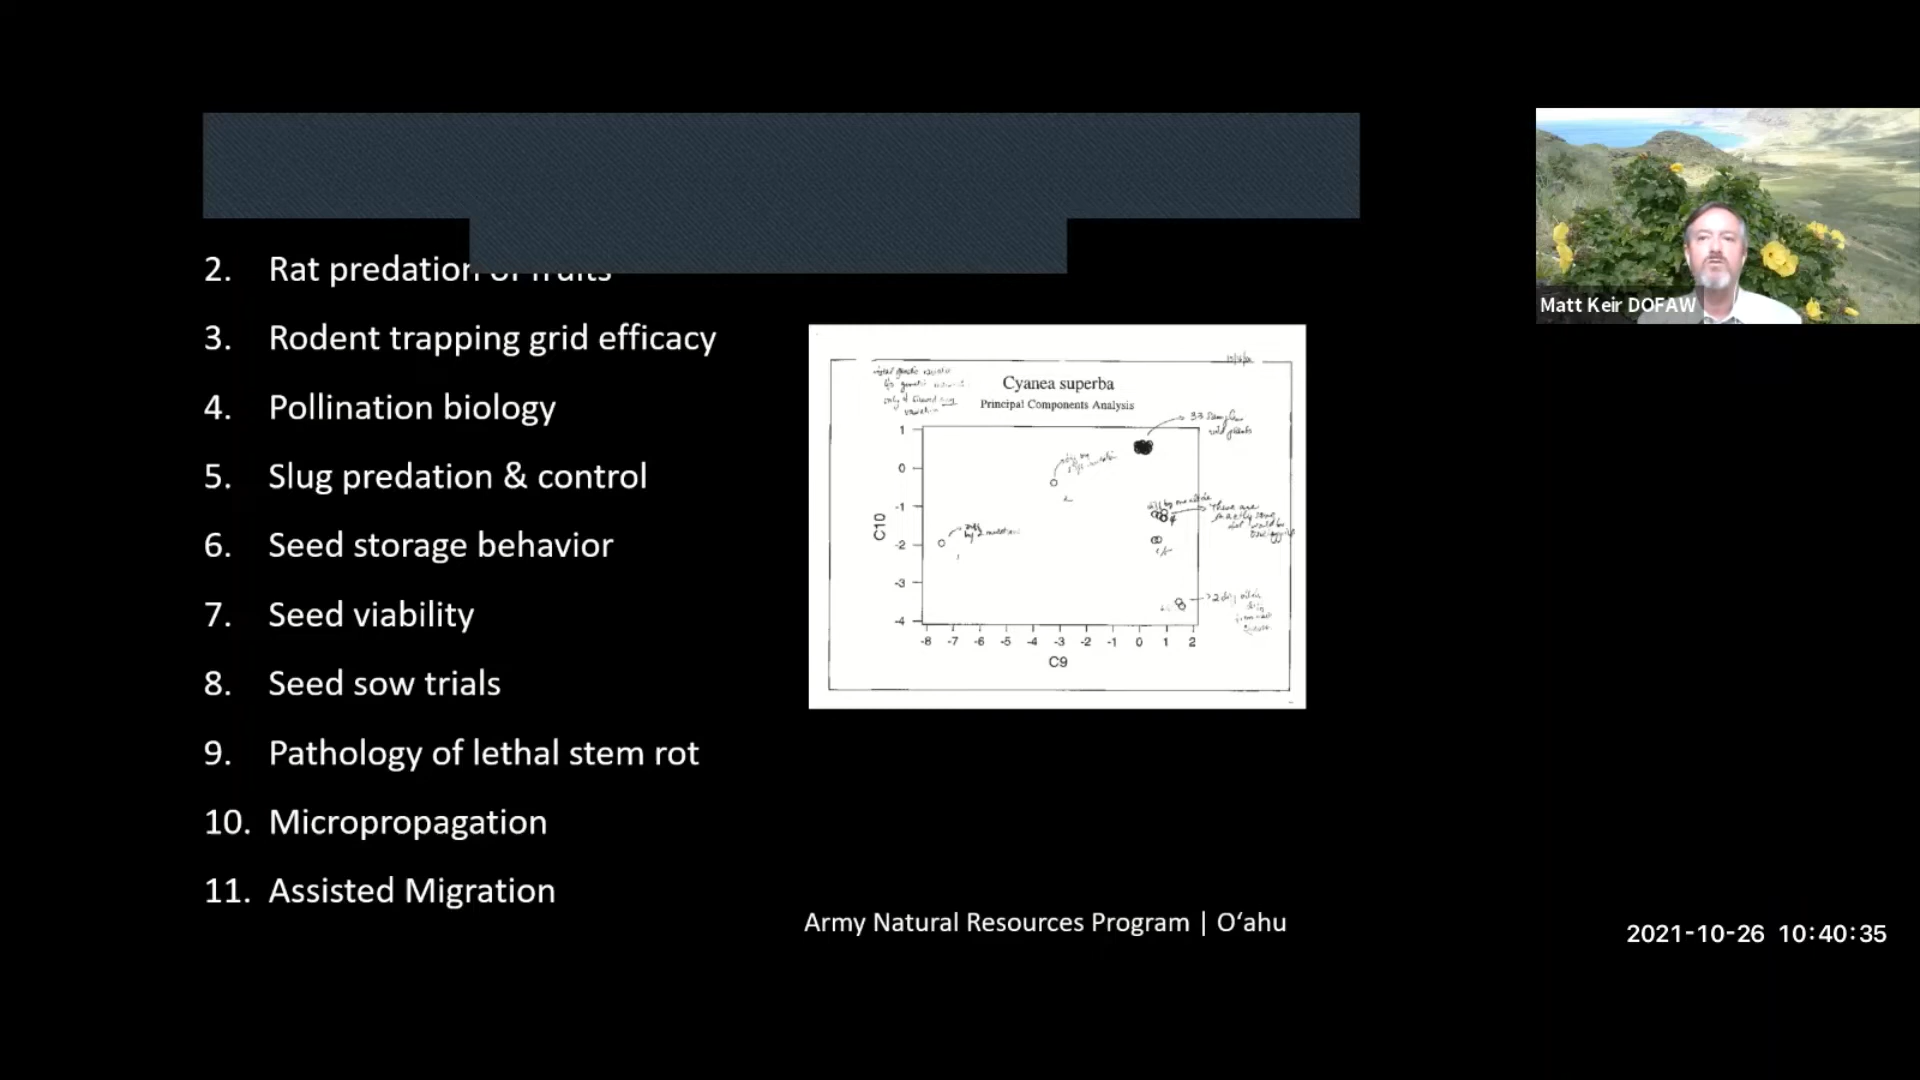 2. Rat predation of fruits
3. Rodent trapping grid efficacy
4. Pollination biology
5. Slug predation & control
6. Seed storage behavior
7. Seed viability
8. Seed sow trials
9. Pathology of lethal stem rot
10. Micropropagation
11. Assisted Migration
Cyanea superba
Principal Components Analysis
1
0
-1
-2
-3
-4
C10
-8 -7 -6 -5 -4 -3 -2 -1 0 1 2
C9
Army Natural Resources Program | Oʻahu
Matt Keir DOFAW
2021-10-26 10:40:35